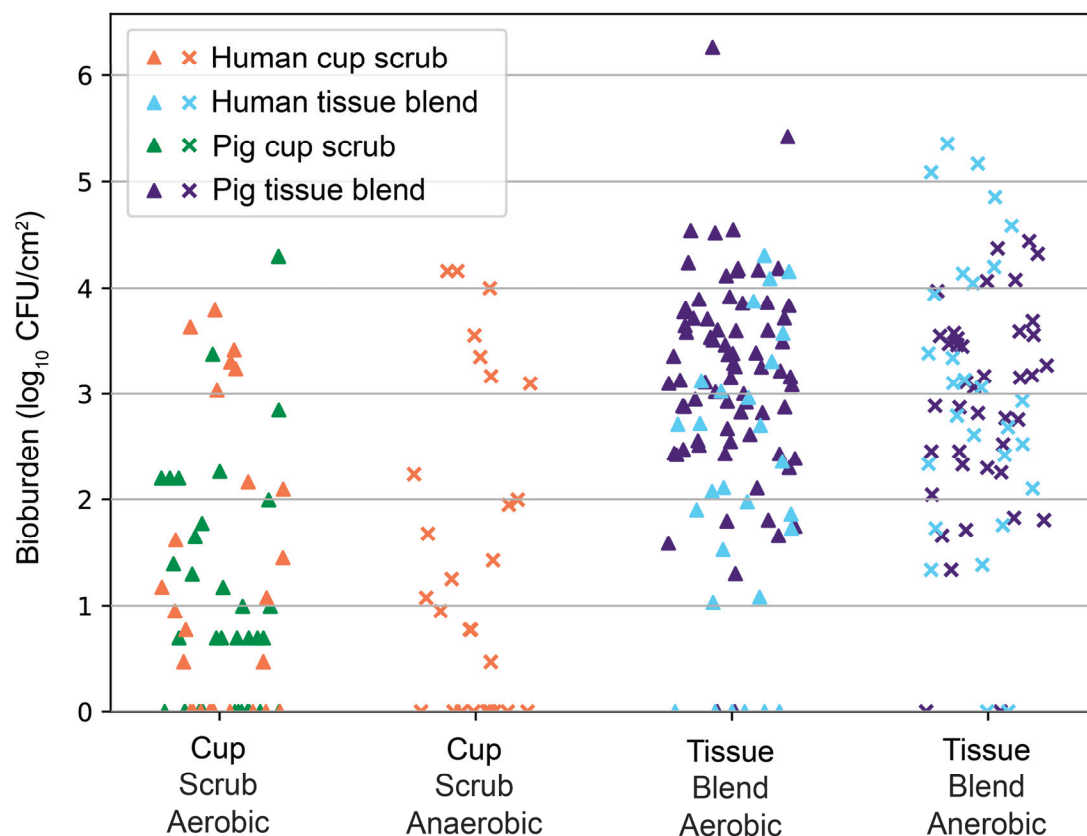 Human cup scrub
Human tissue blend
Pig cup scrub
Pig tissue blend
Bioburden (log₁₀ CFU/cm²)
6
5
4
3
2
1
0
Cup
Scrub
Aerobic
Cup
Scrub
Anaerobic
Tissue
Blend
Aerobic
Tissue
Blend
Anerobic